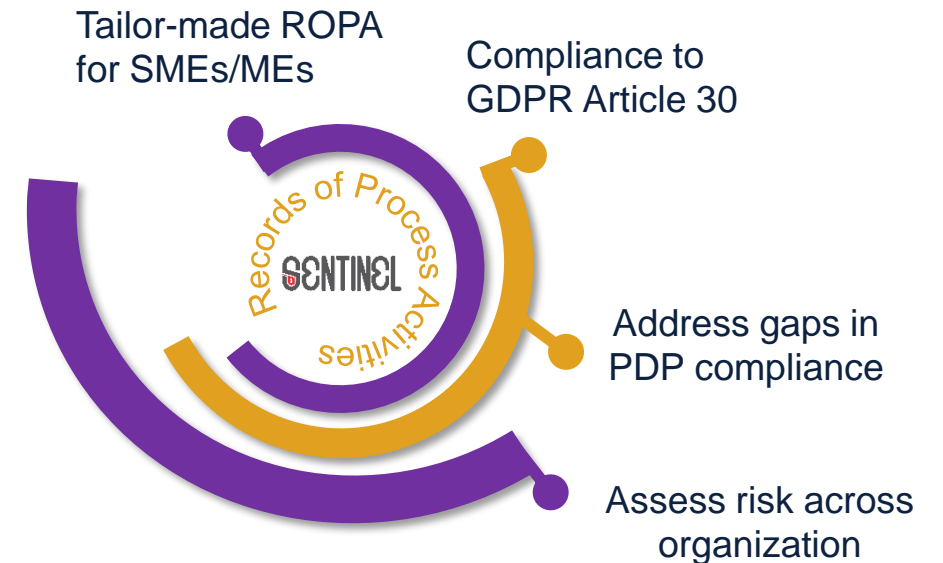 Tailor-made ROPA
for SMEs/MEs
Compliance to
GDPR Article 30
Records of Process Activities
SENTINEL
Address gaps in
PDP compliance
Assess risk across
organization